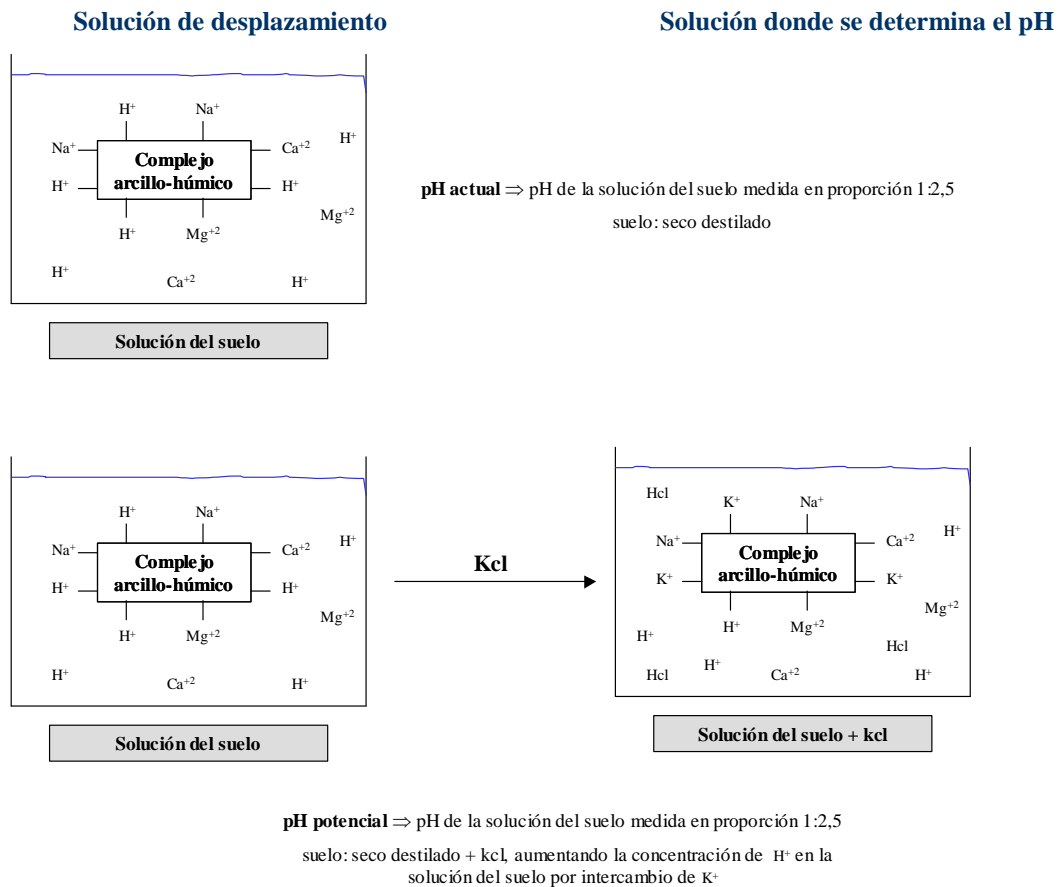 Solución de desplazamiento
Solución donde se determina el pH
H⁺ Na⁺
Na⁺ Ca⁺² H⁺
Complejo
arcillo-húmico
H⁺ H⁺
Mg⁺²
H⁺ Mg⁺²
H⁺ Ca⁺² H⁺
Solución del suelo
pH actual ⇒ pH de la solución del suelo medida en proporción 1:2,5
suelo: seco destilado
H⁺ Na⁺
Na⁺ Ca⁺² H⁺
Complejo
arcillo-húmico
H⁺ H⁺
Mg⁺²
H⁺ Mg⁺²
H⁺ Ca⁺² H⁺
Solución del suelo
Kcl
Hcl K⁺ Na⁺
Na⁺ Ca⁺² H⁺
Complejo
arcillo-húmico
K⁺ K⁺
Mg⁺²
H⁺ H⁺ Mg⁺²
Hcl
Hcl H⁺ Ca⁺² H⁺
Solución del suelo + kcl
pH potencial ⇒ pH de la solución del suelo medida en proporción 1:2,5
suelo: seco destilado + kcl, aumentando la concentración de H⁺ en la
solución del suelo por intercambio de K⁺